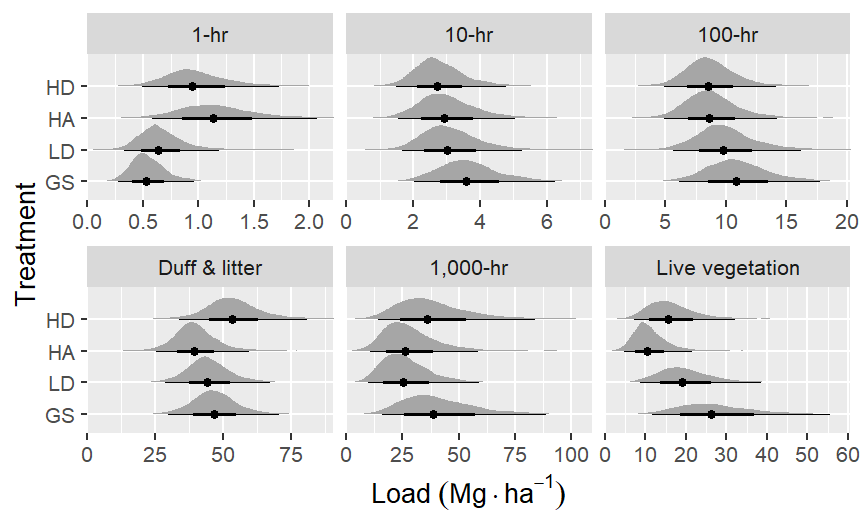 1-hr 10-hr 100-hr
HD
HA
LD
GS
0.0 0.5 1.0 1.5 2.0 0 2 4 6 0 5 10 15 20
Treatment
Duff & litter 1,000-hr Live vegetation
HD
HA
LD
GS
0 25 50 75 0 25 50 75 100 0 10 20 30 40 50 60
Load (Mg · ha⁻¹)